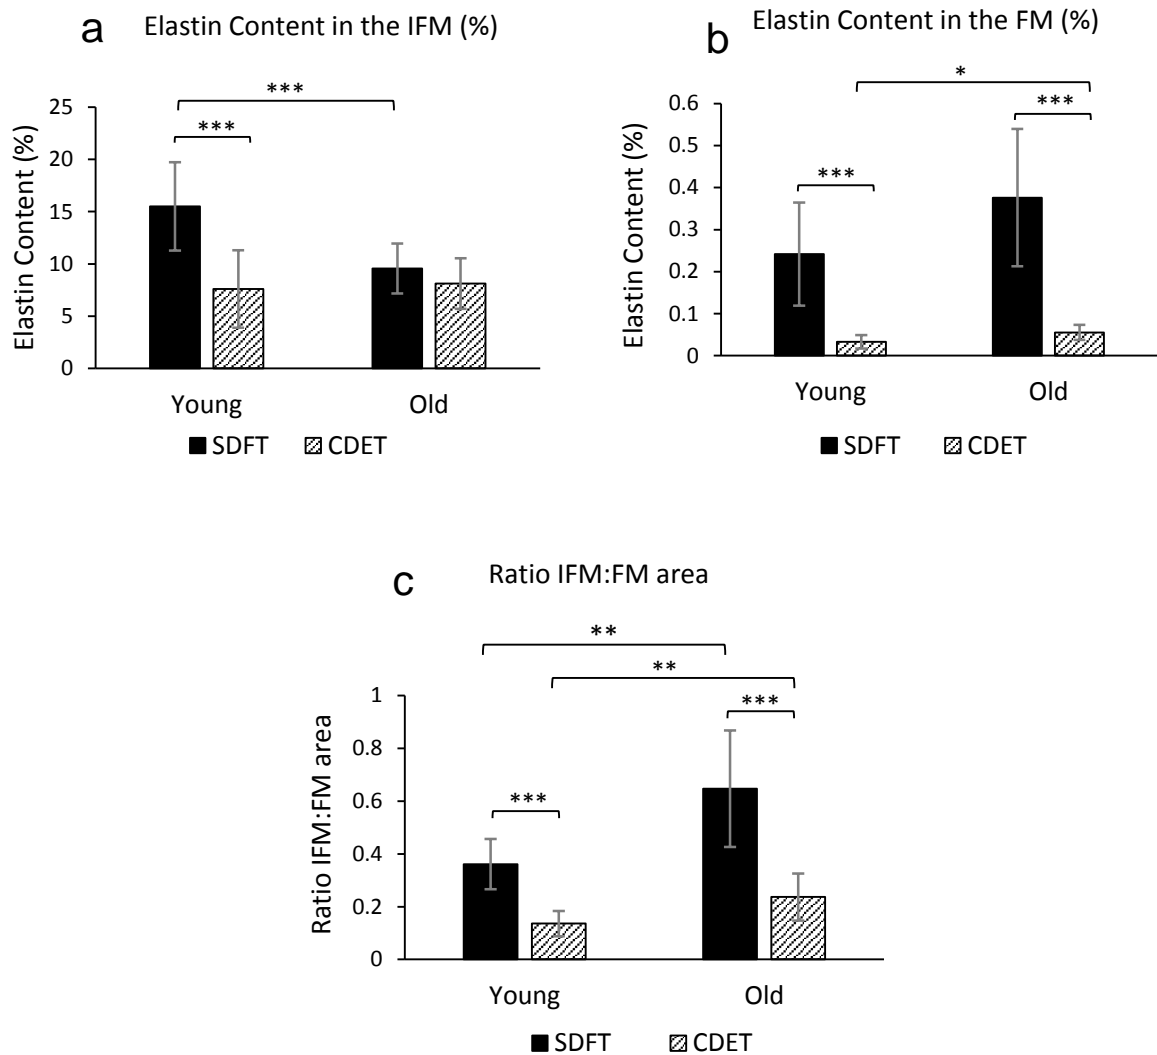 a Elastin Content in the IFM (%)
***
***
Elastin Content (%)
25
20
15
10
5
0
Young Old
SDFT CDET
b Elastin Content in the FM (%)
*
***
***
Elastin Content (%)
0.6
0.5
0.4
0.3
0.2
0.1
0
Young Old
SDFT CDET
c Ratio IFM:FM area
**
**
***
***
Ratio IFM:FM area
1
0.8
0.6
0.4
0.2
0
Young Old
SDFT CDET